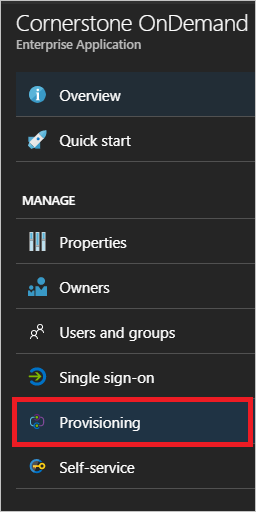 Cornerstone OnDemand
Enterprise Application
Overview
Quick start
MANAGE
Properties
Owners
Users and groups
Single sign-on
Provisioning
Self-service